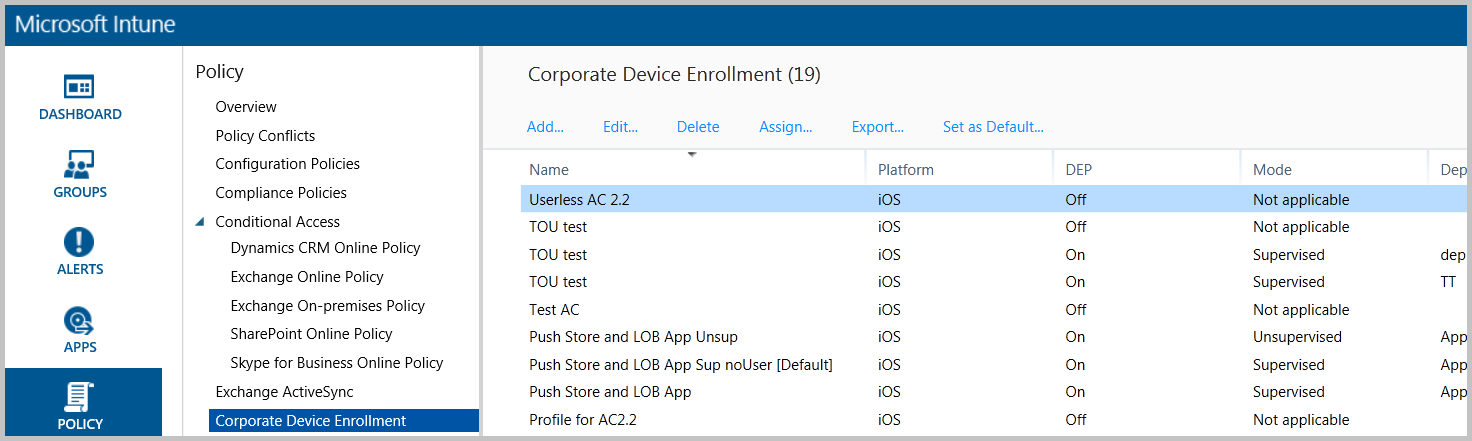 Microsoft Intune
DASHBOARD
GROUPS
ALERTS
APPS
POLICY
Policy
Overview
Policy Conflicts
Configuration Policies
Compliance Policies
Conditional Access
Dynamics CRM Online Policy
Exchange Online Policy
Exchange On-premises Policy
SharePoint Online Policy
Skype for Business Online Policy
Exchange ActiveSync
Corporate Device Enrollment
Corporate Device Enrollment (19)
Add... Edit... Delete Assign... Export... Set as Default...
Name Platform DEP Mode Dep
Userless AC 2.2 iOS Off Not applicable
TOU test iOS Off Not applicable
TOU test iOS On Supervised dep
TOU test iOS On Supervised TT
Test AC iOS Off Not applicable
Push Store and LOB App Unsup iOS On Unsupervised App
Push Store and LOB App Sup noUser [Default] iOS On Supervised App
Push Store and LOB App iOS On Supervised App
Profile for AC2.2 iOS Off Not applicable